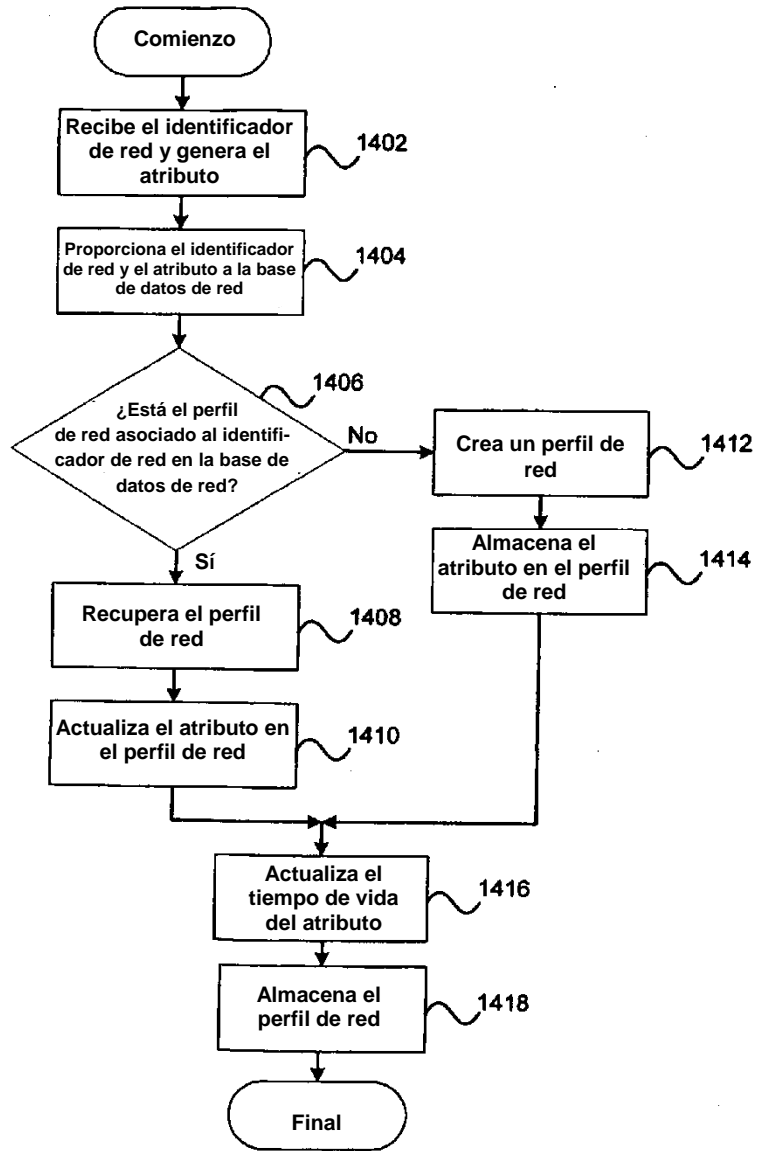 Comienzo
Recibe el identificador
de red y genera el
atributo
1402
Proporciona el identificador
de red y el atributo a la base
de datos de red
1404
1406
¿Está el perfil
de red asociado al identifi-
cador de red en la base de
datos de red?
No
Crea un perfil de
red
1412
Almacena el
atributo en el perfil
de red
1414
Sí
Recupera el perfil
de red
1408
Actualiza el atributo en
el perfil de red
1410
Actualiza el
tiempo de vida
del atributo
1416
Almacena el
perfil de red
1418
Final